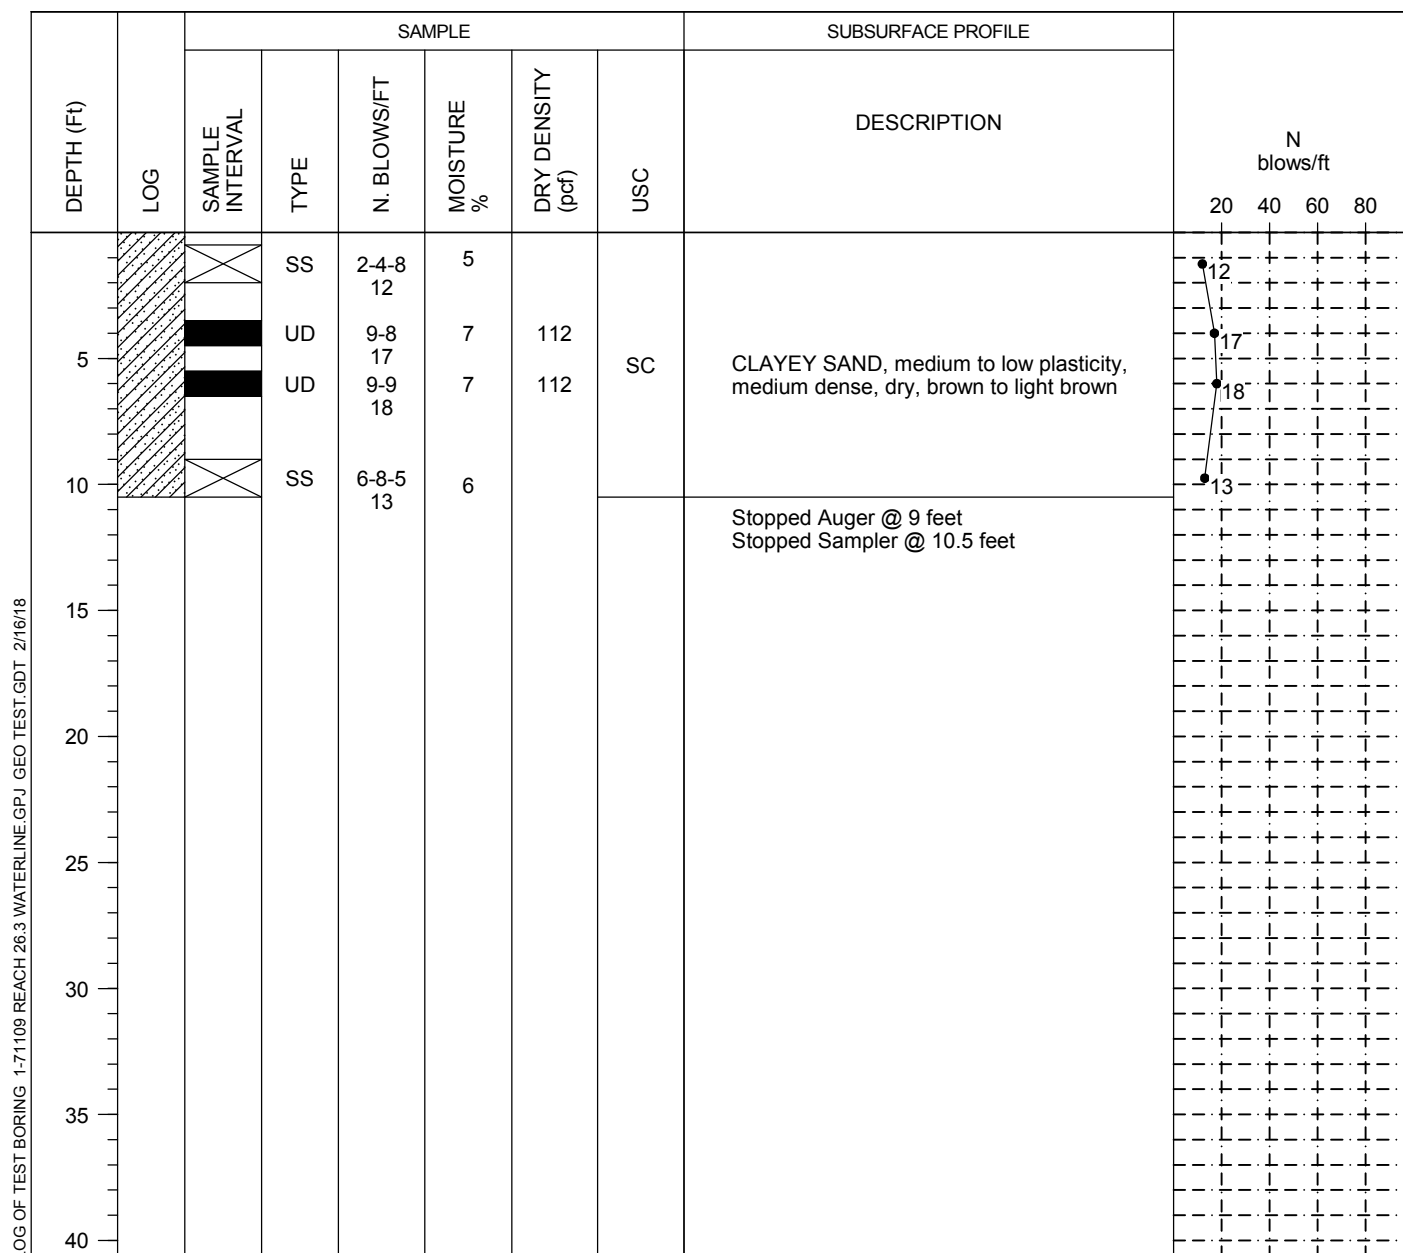 SAMPLE
SUBSURFACE PROFILE
DEPTH (Ft)
LOG
SAMPLE
INTERVAL
TYPE
N. BLOWS/FT
MOISTURE
%
DRY DENSITY
(pcf)
USC
DESCRIPTION
N
blows/ft
20 40 60 80
SS 2-4-8 5
12
12
UD 9-8 7 112
17
17
5
SC
CLAYEY SAND, medium to low plasticity,
medium dense, dry, brown to light brown
UD 9-9 7 112
18
18
10
SS 6-8-5 6
13
13
Stopped Auger @ 9 feet
Stopped Sampler @ 10.5 feet
15
20
25
30
35
40
OG OF TEST BORING 1-71109 REACH 26.3 WATERLINE.GPJ GEO TEST.GDT 2/16/18